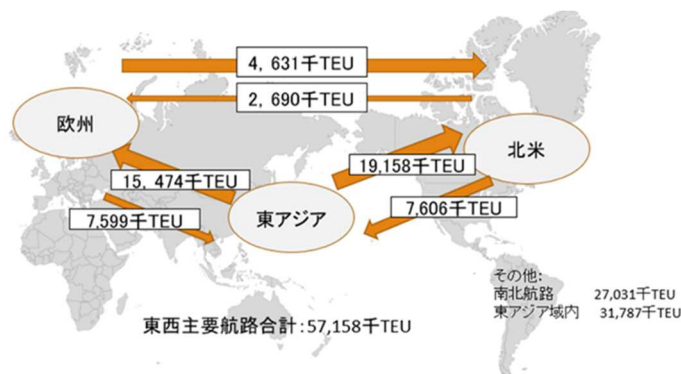 4, 631千TEU
2, 690千TEU
欧州
北米
19,158千TEU
15, 474千TEU
7,599千TEU
東アジア
7,606千TEU
その他:
南北航路 27,031千TEU
東アジア域内 31,787千TEU
東西主要航路合計:57,158千TEU